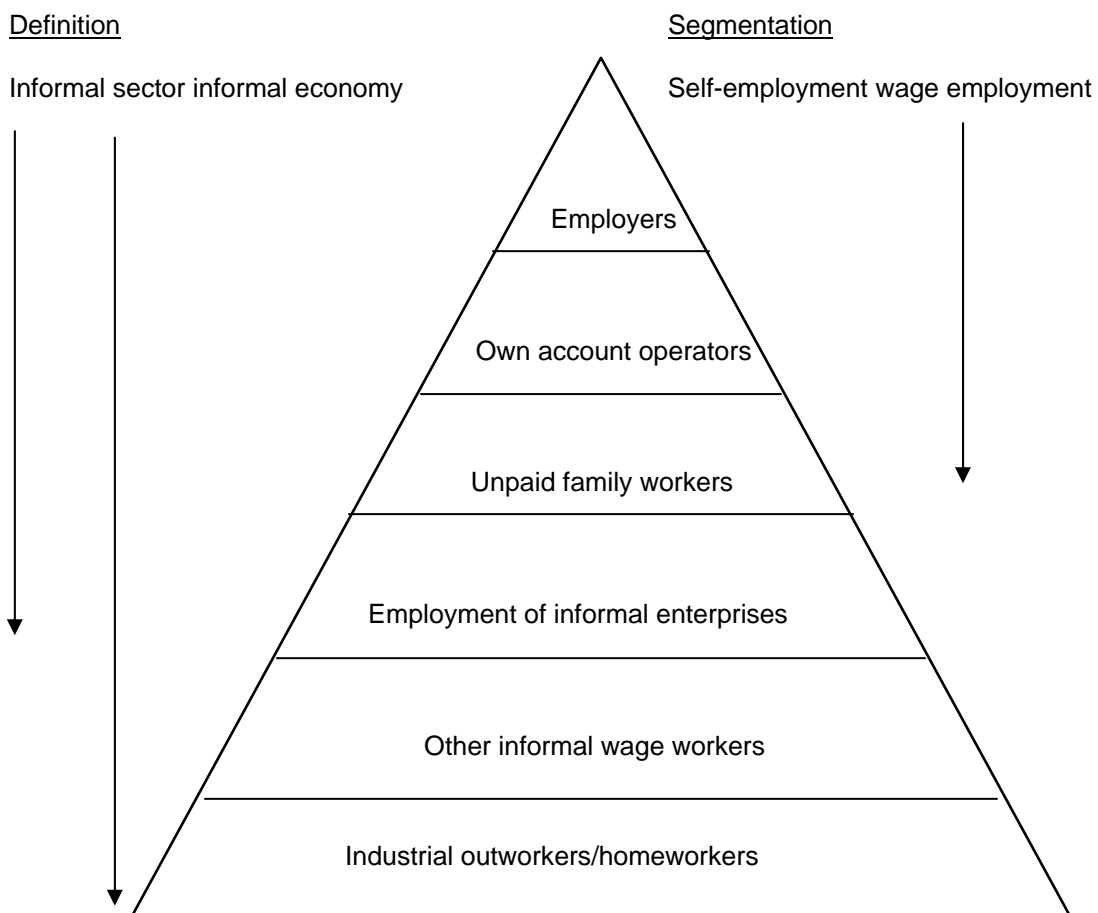 Definition
Segmentation
Informal sector informal economy
Self-employment wage employment
Employers
Own account operators
Unpaid family workers
Employment of informal enterprises
Other informal wage workers
Industrial outworkers/homeworkers